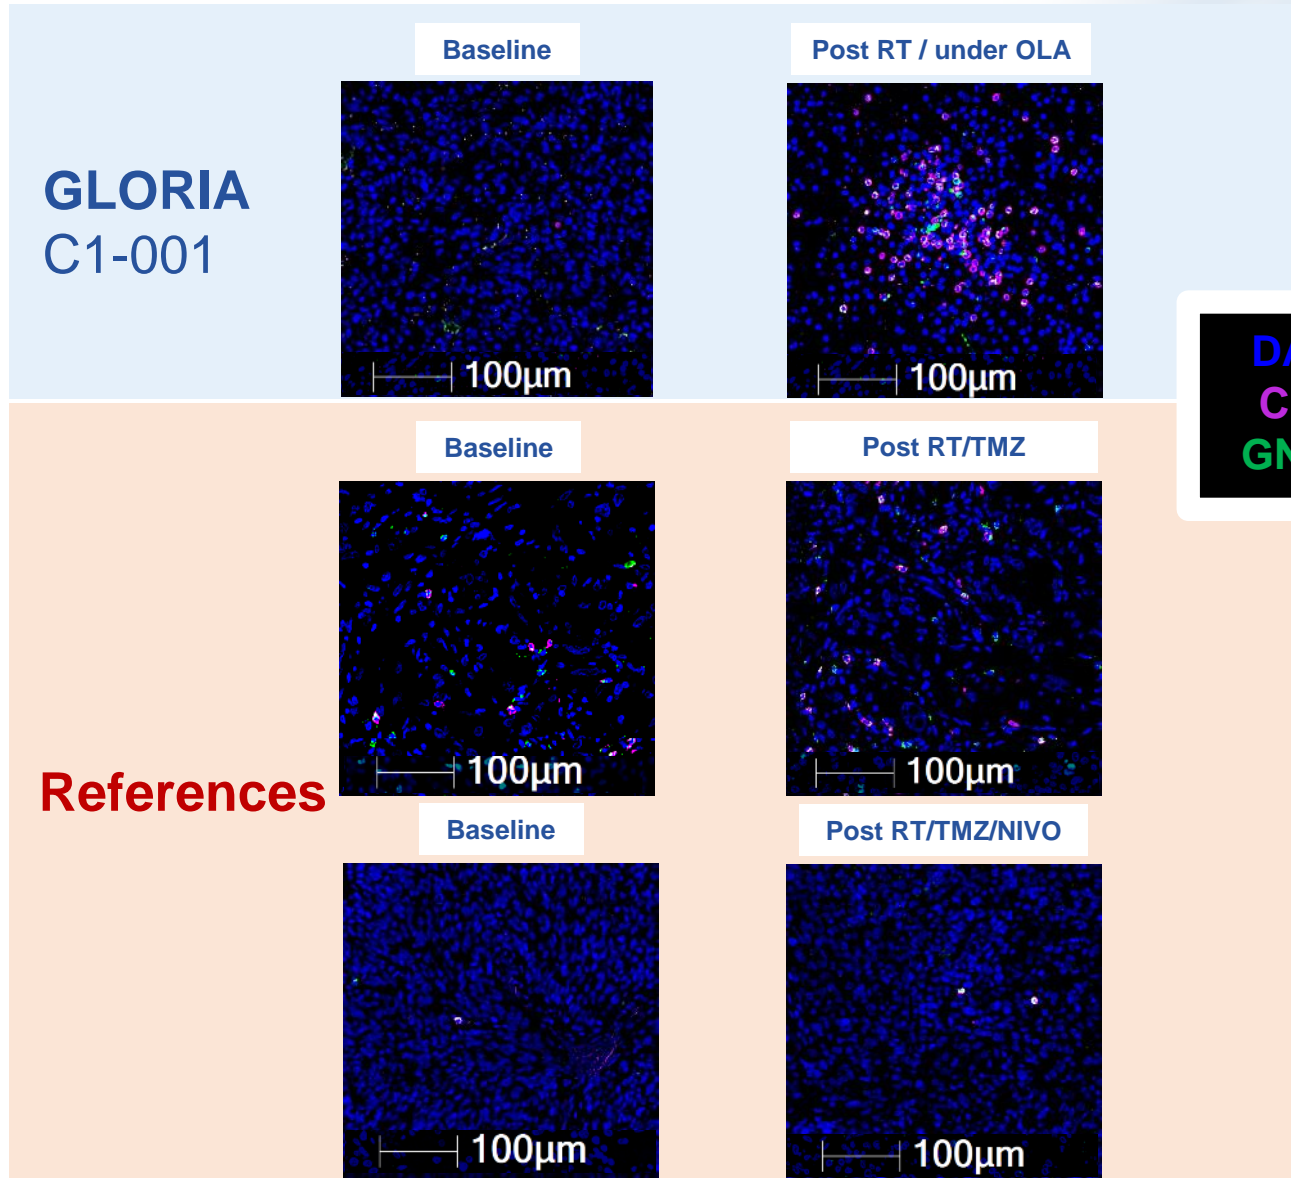 Baseline
Post RT / under OLA
GLORIA
C1-001
100µm
100µm
Baseline
Post RT/TMZ
100µm
100µm
References
Baseline
Post RT/TMZ/NIVO
100µm
100µm